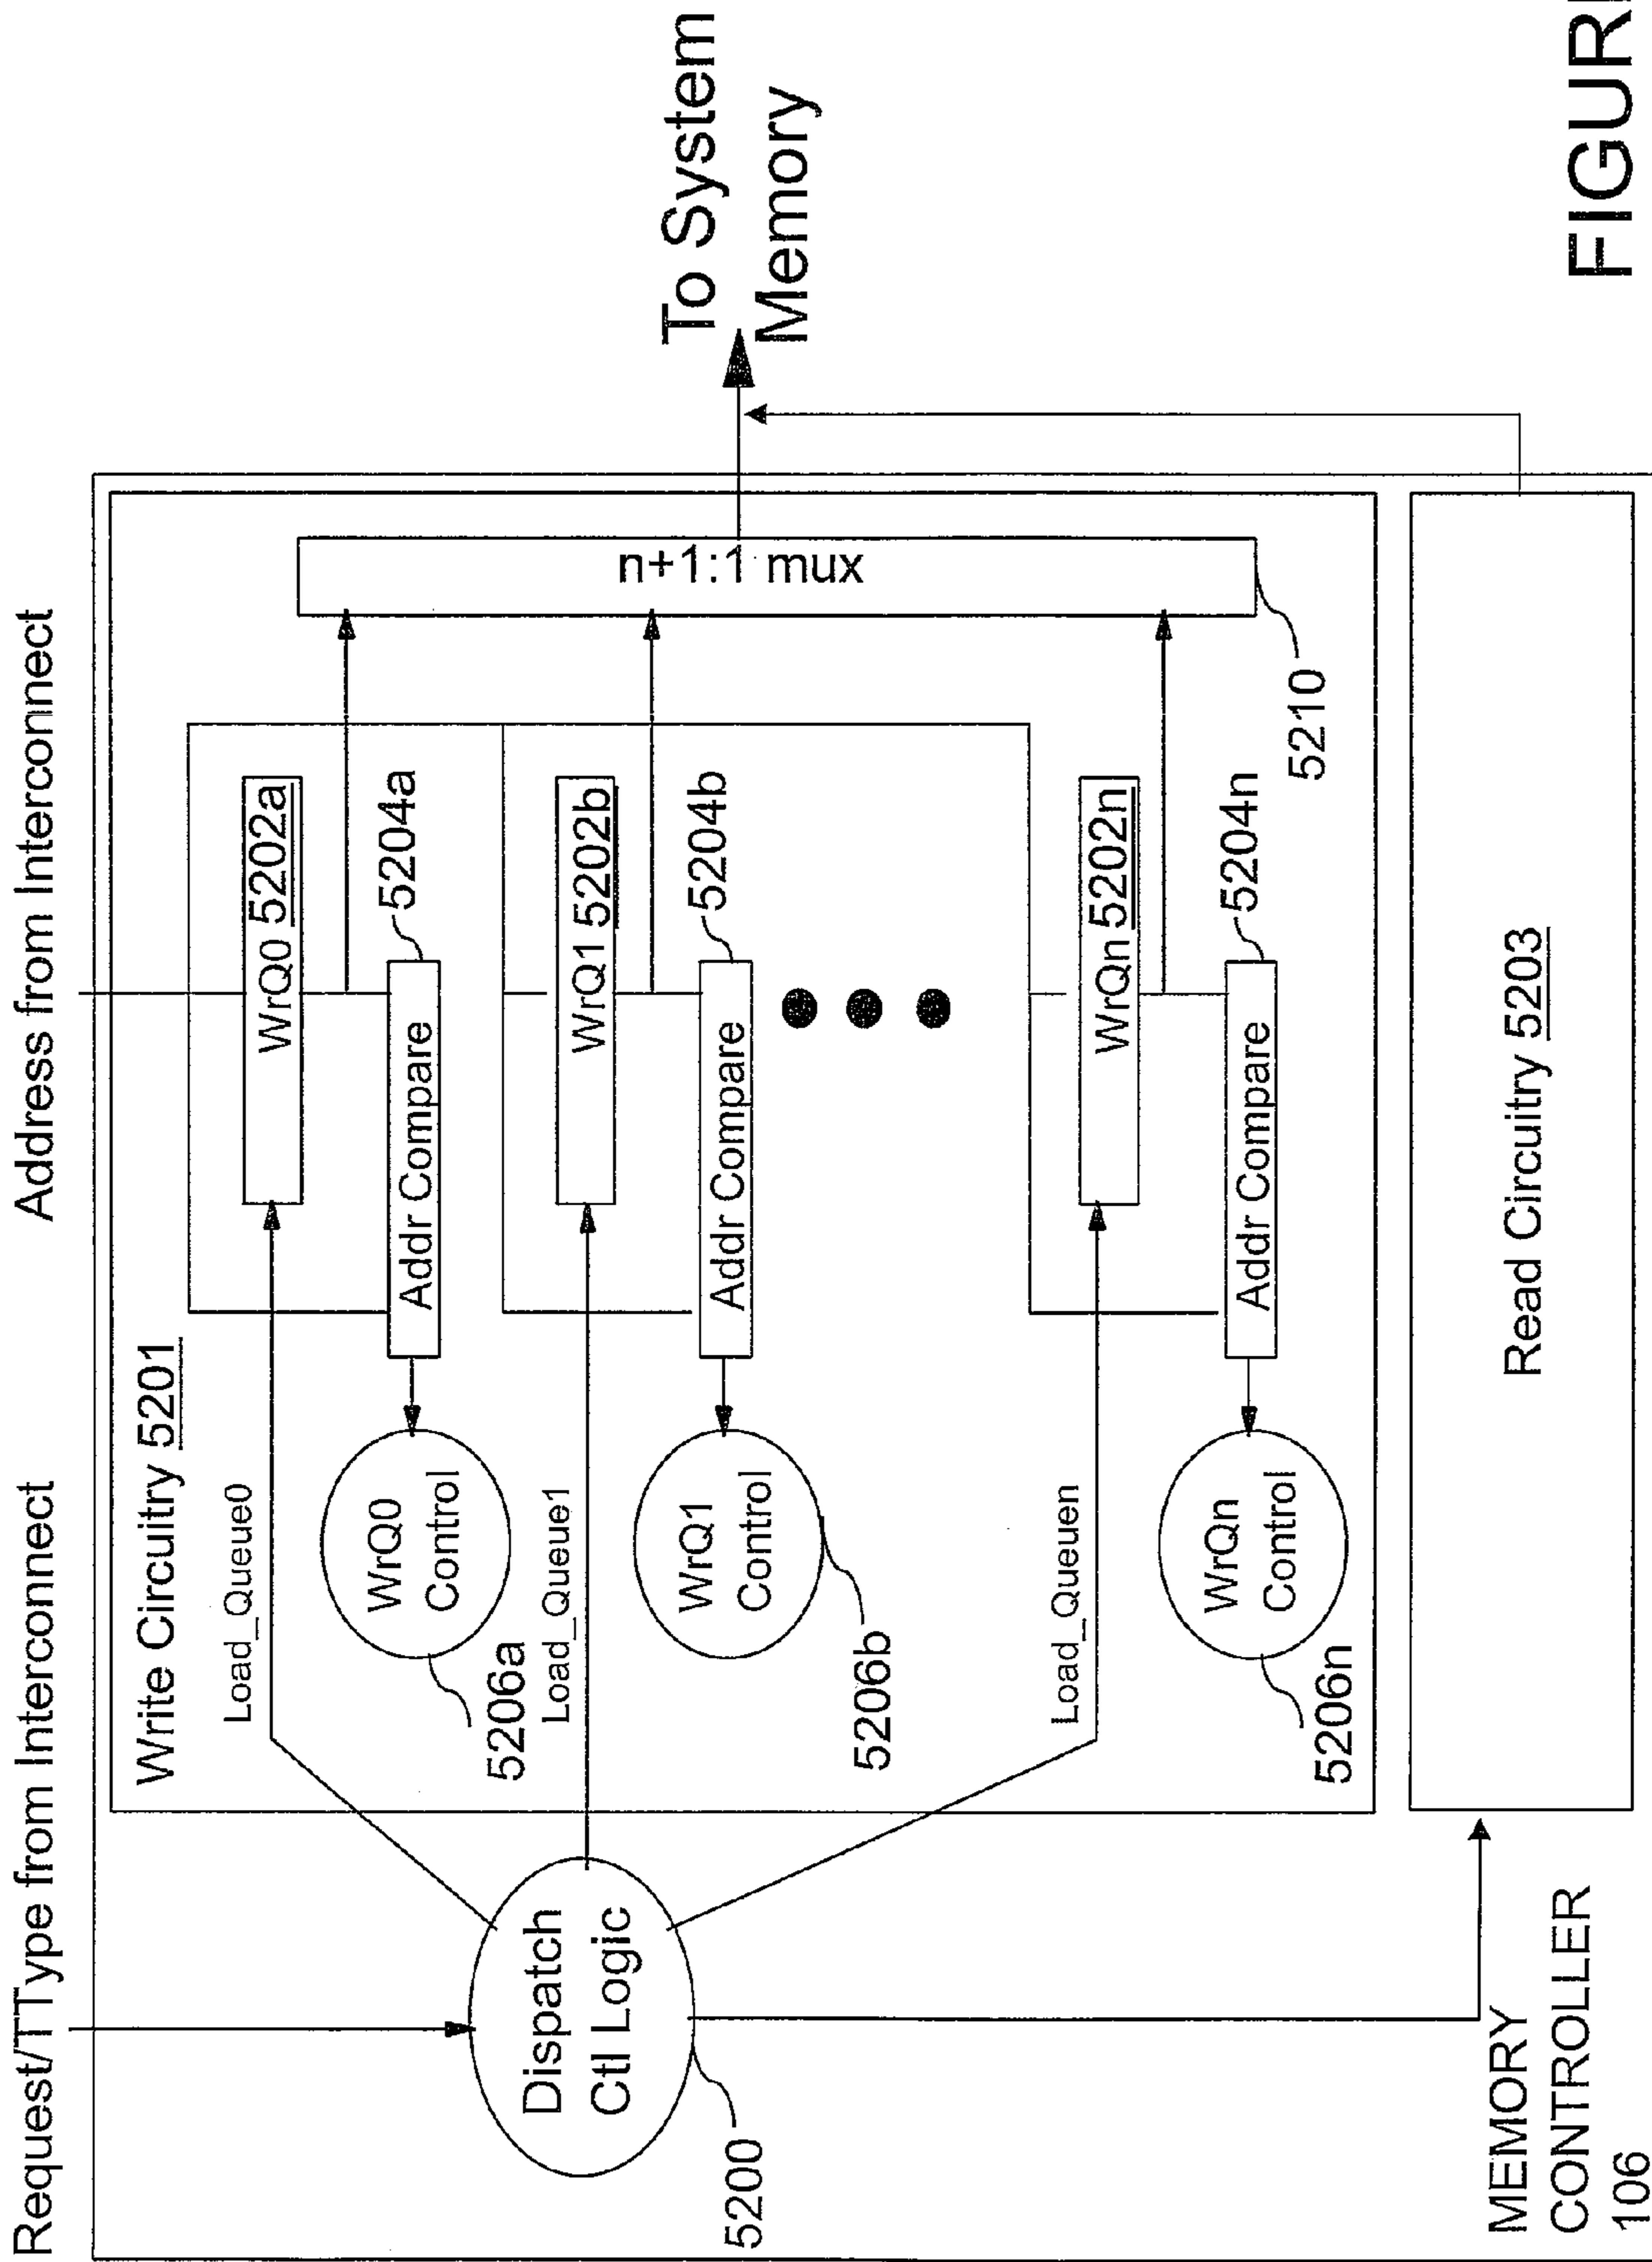 Request/TType from Interconnect
Address from Interconnect
Write Circuitry 5201
Load_Queue0
WrQ0 5202a
WrQ0
Control
5206a
Addr Compare
5204a
n+1:1 mux
To System
Memory
Dispatch
Ctl Logic
5200
Load_Queue1
WrQ1 5202b
WrQ1
Control
5206b
Addr Compare
5204b
Load_Queuen
WrQn 5202n
WrQn
Control
5206n
Addr Compare
5204n
5210
MEMORY
CONTROLLER
106
Read Circuitry 5203